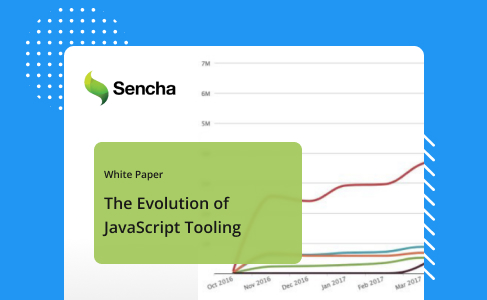 Sencha
7M
6M
5M
White Paper
The Evolution of
JavaScript Tooling
Oct 2016
Nov 2016
Dec 2016
Jan 2017
Feb 2017
Mar 2017